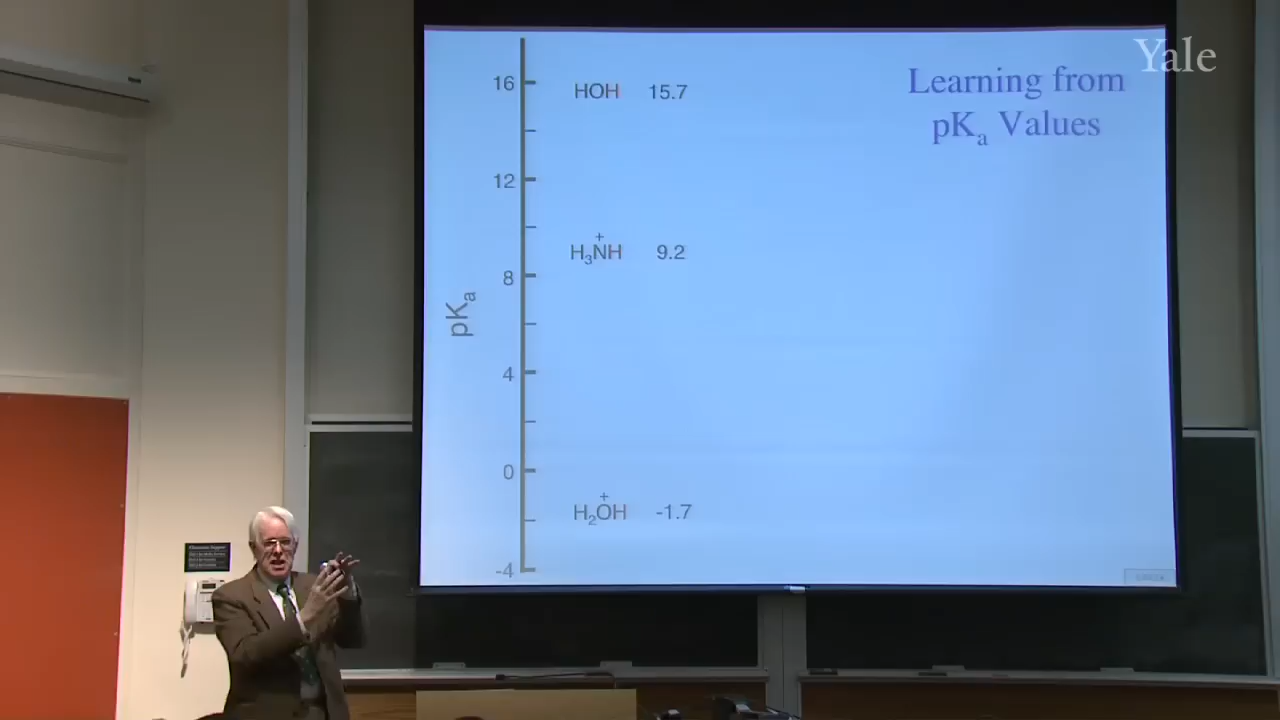 Yale
Learning from
pKₐ Values
16
HOH 15.7
12
+
H₃NH 9.2
8
pKₐ
4
0
+
H₂OH -1.7
-4